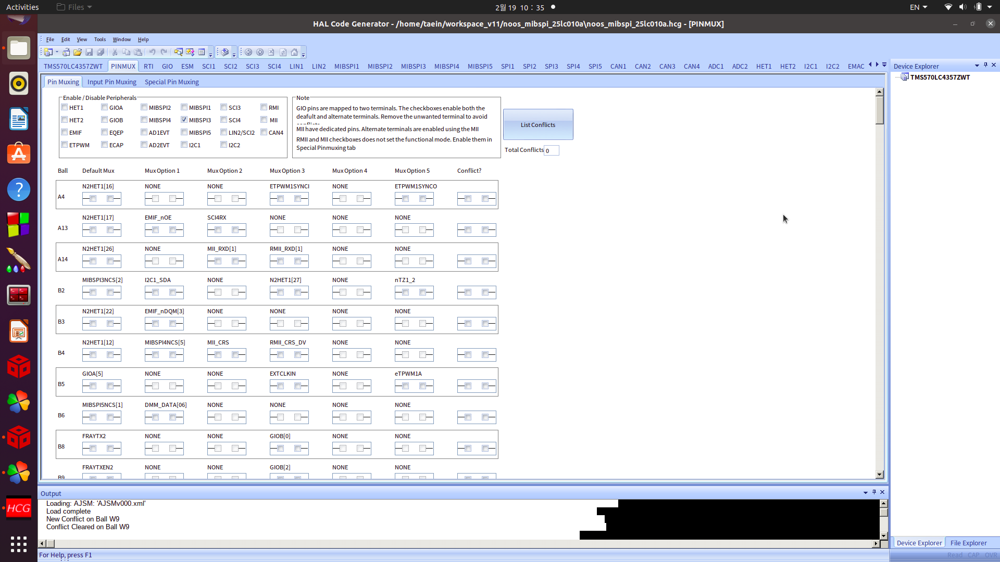 Activities Files 2월 19 10 : 35 EN
HAL Code Generator - /home/taein/workspace_v11/noos_mibspi_25lc010a\noos_mibspi_25lc010a.hcg - [PINMUX]
File Edit View Tools Window Help
TMS570LC4357ZWT PINMUX RTI GIO ESM SCI1 SCI2 SCI3 SCI4 LIN1 LIN2 MIBSPI1 MIBSPI2 MIBSPI3 MIBSPI4 MIBSPI5 SPI1 SPI2 SPI3 SPI4 SPI5 CAN1 CAN2 CAN3 CAN4 ADC1 ADC2 HET1 HET2 I2C1 I2C2 EMAC
Device Explorer
TMS570LC4357ZWT
Pin Muxing Input Pin Muxing Special Pin Muxing
Enable / Disable Peripherals
HET1 GIOA MIBSPI2 MIBSPI1 SCI3 RMI
HET2 GIOB MIBSPI4 MIBSPI3 SCI4 MII
EMIF EQEP AD1EVT MIBSPI5 LIN2/SCI2 CAN4
ETPWM ECAP AD2EVT I2C1 I2C2
Note
GIO pins are mapped to two terminals. The checkboxes enable both the
deafult and alternate terminals. Remove the unwanted terminal to avoid
MII have dedicated pins. Alternate terminals are enabled using the MII
RMII and MII checkboxes does not set the functional mode. Enable them in
Special Pinmuxing tab
List Conflicts
Total Conflicts 0
Ball Default Mux Mux Option 1 Mux Option 2 Mux Option 3 Mux Option 4 Mux Option 5 Conflict?
N2HET1[16] NONE NONE ETPWM1SYNCI NONE ETPWM1SYNCO
A4
N2HET1[17] EMIF_nOE SCI4RX NONE NONE NONE
A13
N2HET1[26] NONE MII_RXD[1] RMII_RXD[1] NONE NONE
A14
MIBSPI3NCS[2] I2C1_SDA NONE N2HET1[27] NONE nTZ1_2
B2
N2HET1[22] EMIF_nDQM[3] NONE NONE NONE NONE
B3
N2HET1[12] MIBSPI4NCS[5] MII_CRS RMII_CRS_DV NONE NONE
B4
GIOA[5] NONE NONE EXTCLKIN NONE eTPWM1A
B5
MIBSPI5NCS[1] DMM_DATA[06] NONE NONE NONE NONE
B6
FRAYTX2 NONE NONE GIOB[0] NONE NONE
B8
FRAYTXEN2 NONE NONE GIOB[2] NONE NONE
B9
Output
Loading: AJSM: 'AJSMv000.xml'
Load complete
New Conflict on Ball W9
Conflict Cleared on Ball W9
HCG
Device Explorer File Explorer
For Help, press F1
Read CAP OVR